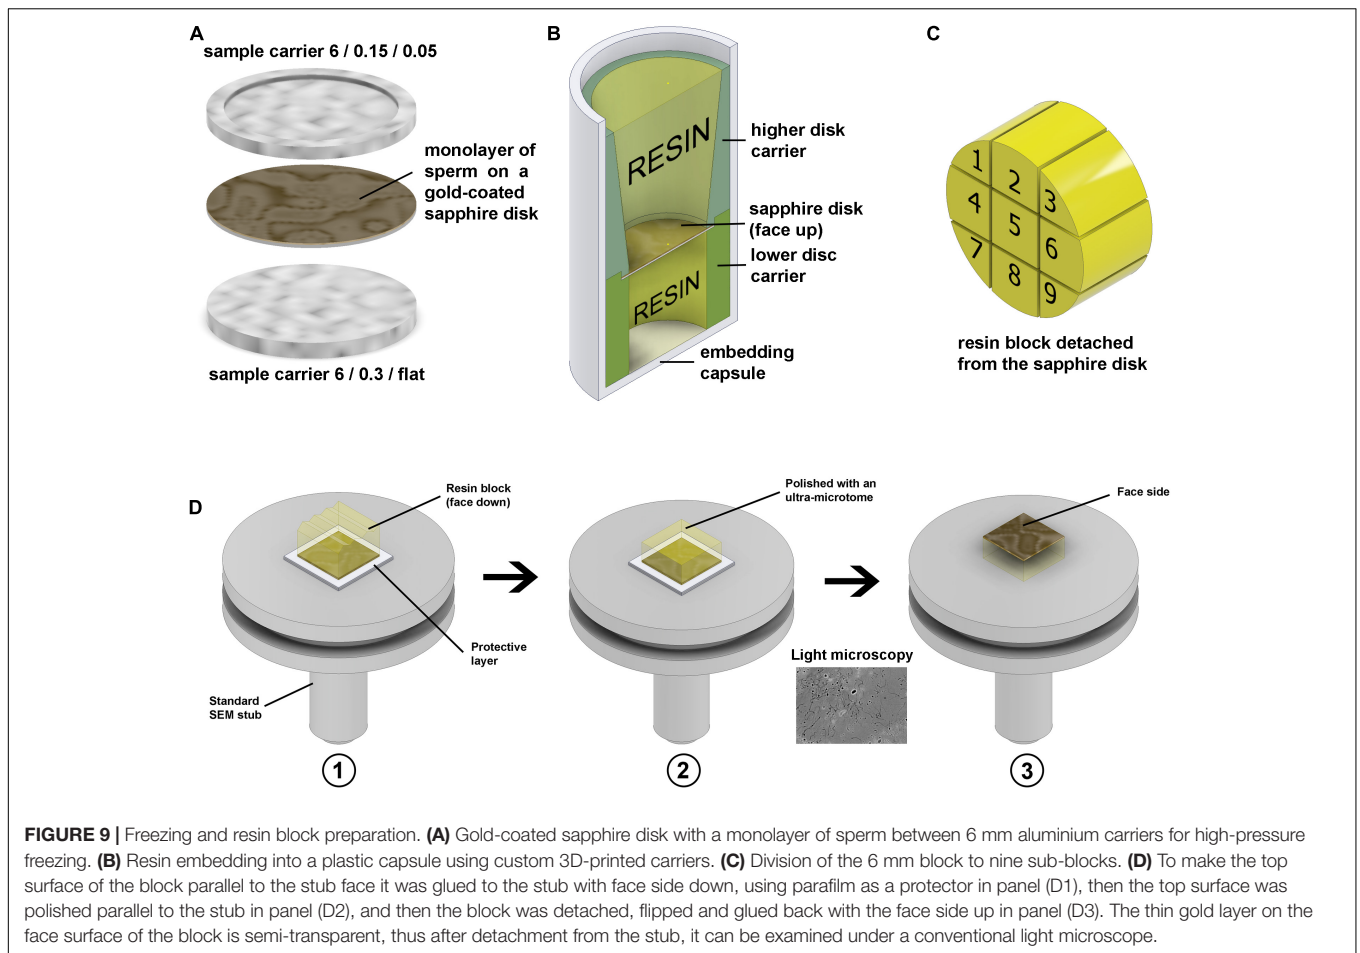 A
sample carrier 6 / 0.15 / 0.05
monolayer of
sperm on a
gold-coated
sapphire disk
sample carrier 6 / 0.3 / flat
B
RESIN
RESIN
higher disk
carrier
sapphire disk
(face up)
lower disc
carrier
embedding
capsule
C
1
2
3
4
5
6
7
8
9
resin block detached
from the sapphire disk
D
Resin block
(face down)
Protective
layer
Standard
SEM stub
1
Polished with an
ultra-microtome
Light microscopy
2
Face side
3
FIGURE 9 | Freezing and resin block preparation. (A) Gold-coated sapphire disk with a monolayer of sperm between 6 mm aluminium carriers for high-pressure
freezing. (B) Resin embedding into a plastic capsule using custom 3D-printed carriers. (C) Division of the 6 mm block to nine sub-blocks. (D) To make the top
surface of the block parallel to the stub face it was glued to the stub with face side down, using parafilm as a protector in panel (D1), then the top surface was
polished parallel to the stub in panel (D2), and then the block was detached, flipped and glued back with the face side up in panel (D3). The thin gold layer on the
face surface of the block is semi-transparent, thus after detachment from the stub, it can be examined under a conventional light microscope.